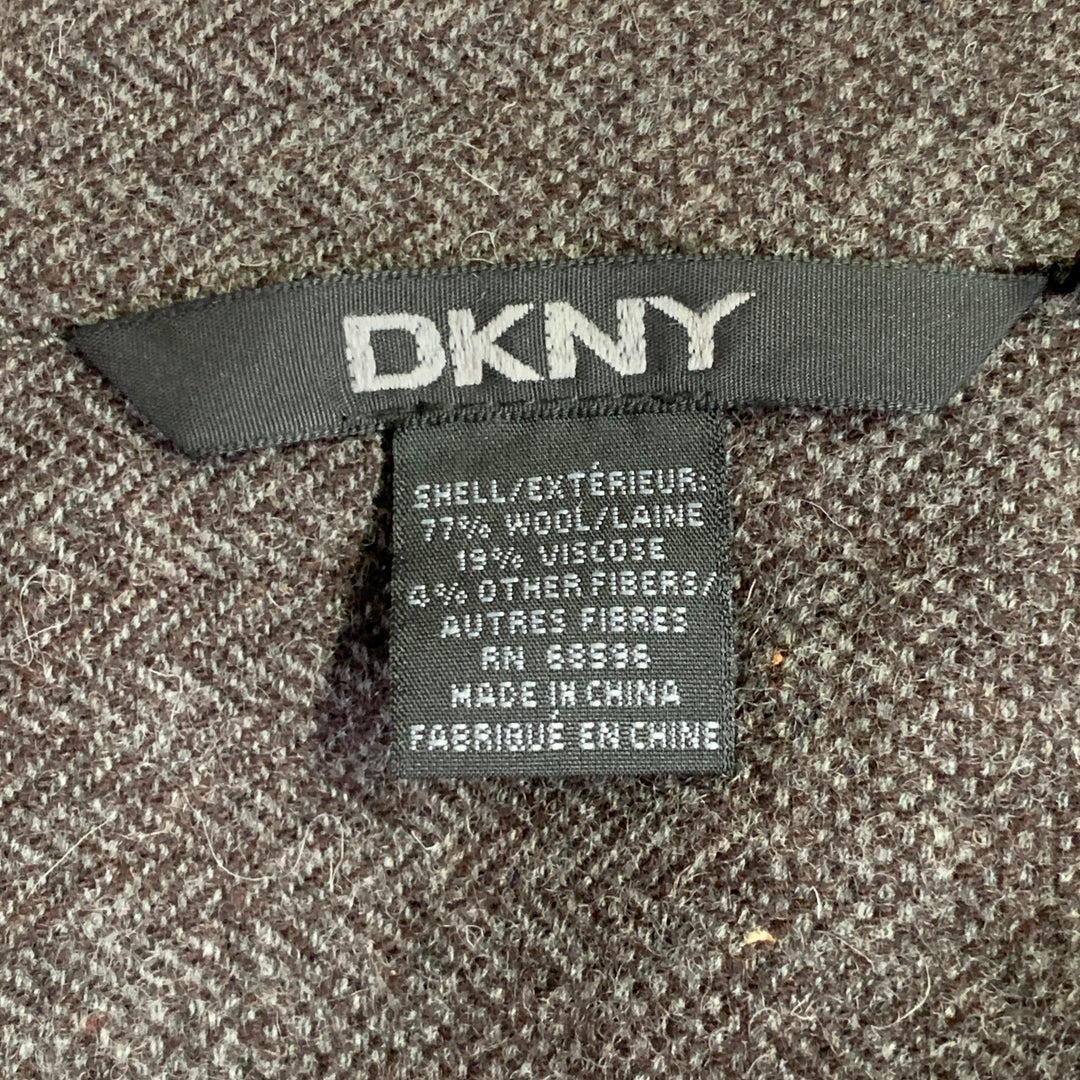 DKNY
SHELL/EXTÉRIEUR:
77% WOOL/LAINE
19% VISCOSE
4% OTHER FIBERS/
AUTRES FIBRES
RN
MADE IN CHINA
FABRIQUÉ EN CHINE